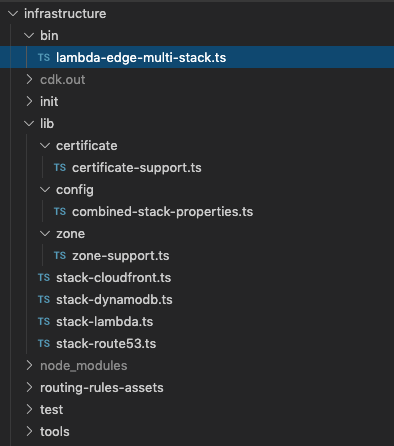 infrastructure
bin
TS lambda-edge-multi-stack.ts
cdk.out
init
lib
certificate
TS certificate-support.ts
config
TS combined-stack-properties.ts
zone
TS zone-support.ts
TS stack-cloudfront.ts
TS stack-dynamodb.ts
TS stack-lambda.ts
TS stack-route53.ts
node_modules
routing-rules-assets
test
tools